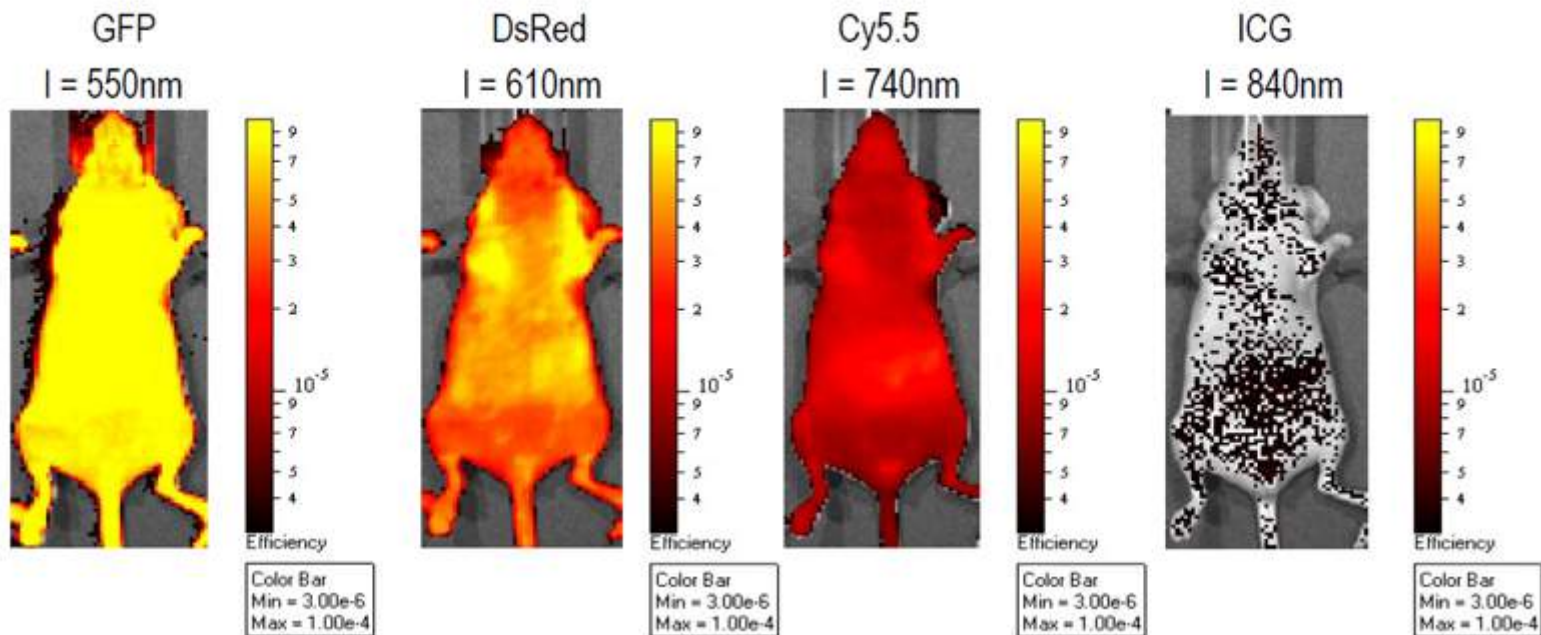 GFP
DsRed
Cy5.5
ICG
l = 550nm
l = 610nm
l = 740nm
l = 840nm
9
7
5
4
3
2
10-5
9
7
5
4
Efficiency
Color Bar
Min = 3.00e-6
Max = 1.00e-4
9
7
5
4
3
2
10-5
9
7
5
4
Efficiency
Color Bar
Min = 3.00e-6
Max = 1.00e-4
9
7
5
4
3
2
10-5
9
7
5
4
Efficiency
Color Bar
Min = 3.00e-6
Max = 1.00e-4
9
7
5
4
3
2
10-5
9
7
5
4
Efficiency
Color Bar
Min = 3.00e-6
Max = 1.00e-4